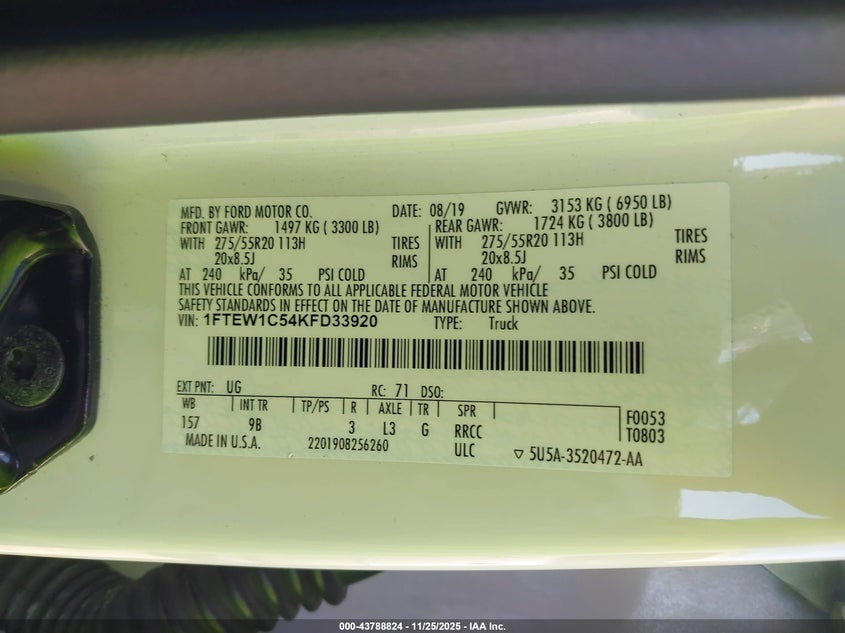 MFD. BY FORD MOTOR CO. DATE: 08/19 GVWR: 3153 KG ( 6950 LB)
FRONT GAWR: 1497 KG ( 3300 LB) REAR GAWR: 1724 KG ( 3800 LB)
WITH 275/55R20 113H TIRES WITH 275/55R20 113H TIRES
20x8.5J RIMS 20x8.5J RIMS
AT 240 kPa/ 35 PSI COLD AT 240 kPa/ 35 PSI COLD
THIS VEHICLE CONFORMS TO ALL APPLICABLE FEDERAL MOTOR VEHICLE
SAFETY STANDARDS IN EFFECT ON THE DATE OF MANUFACTURE SHOWN ABOVE.
VIN: 1FTEW1C54KFD33920 TYPE: Truck
EXT PNT: UG RC: 71 DSO:
WB INT TR TP/PS R AXLE TR SPR F0053
157 9B 3 L3 G RRCC T0803
MADE IN U.S.A. 2201908256260 ULC ▽ 5U5A-3520472-AA
000-43788824 - 11/25/2025 - IAA Inc.